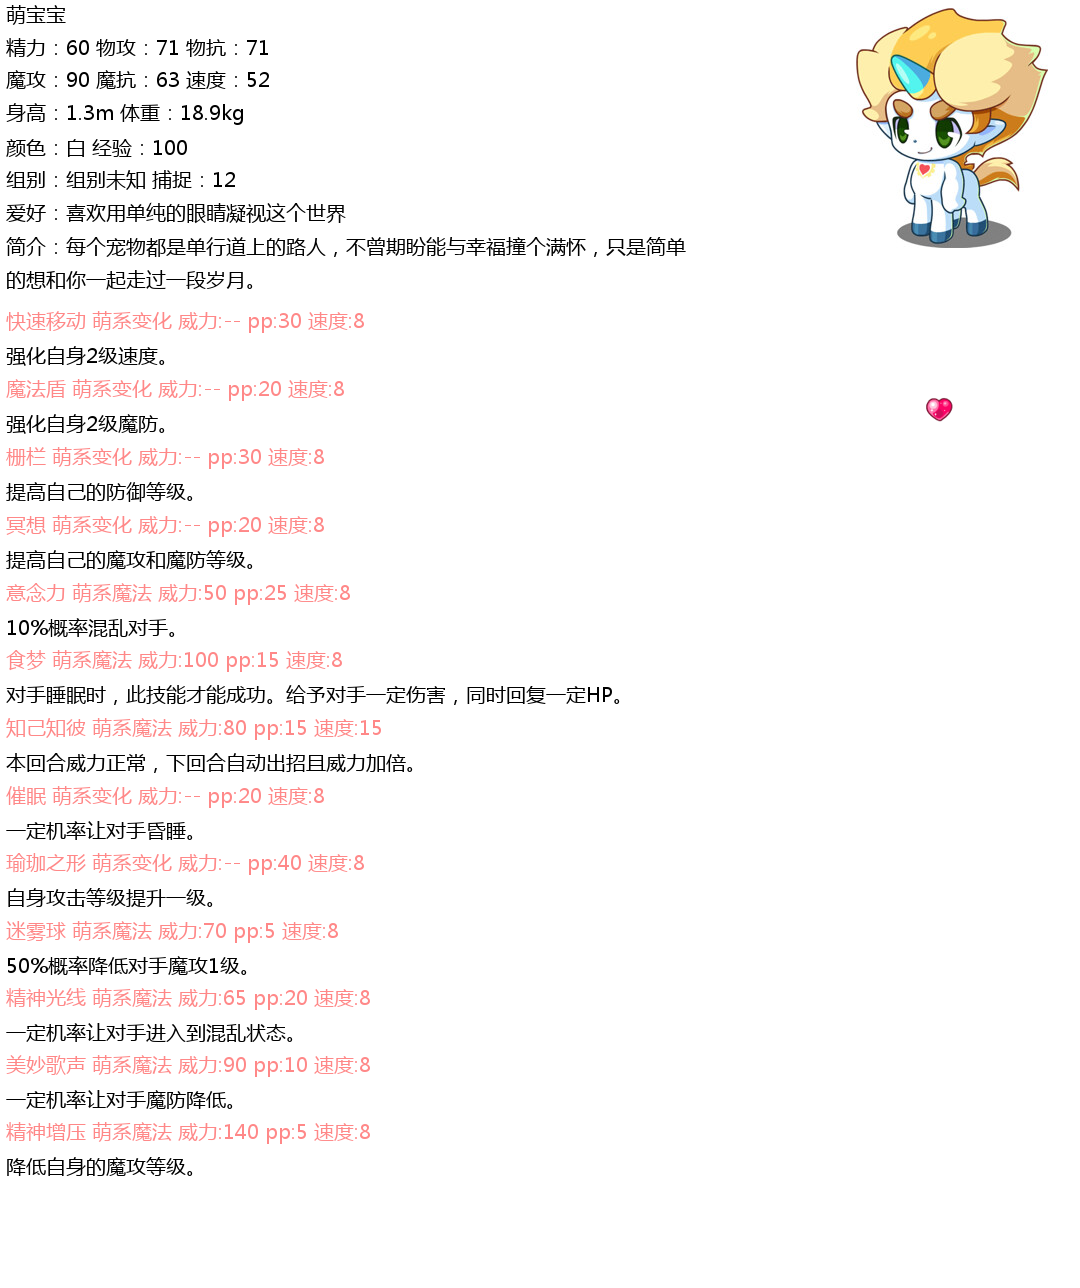 萌宝宝
精力：60 物攻：71 物抗：71
魔攻：90 魔抗：63 速度：52
身高：1.3m 体重：18.9kg
颜色：白 经验：100
组别：组别未知 捕捉：12
爱好：喜欢用单纯的眼睛凝视这个世界
简介：每个宠物都是单行道上的路人，不曾期盼能与幸福撞个满怀，只是简单
的想和你一起走过一段岁月。
快速移动 萌系变化 威力:-- pp:30 速度:8
强化自身2级速度。
魔法盾 萌系变化 威力:-- pp:20 速度:8
强化自身2级魔防。
栅栏 萌系变化 威力:-- pp:30 速度:8
提高自己的防御等级。
冥想 萌系变化 威力:-- pp:20 速度:8
提高自己的魔攻和魔防等级。
意念力 萌系魔法 威力:50 pp:25 速度:8
10%概率混乱对手。
食梦 萌系魔法 威力:100 pp:15 速度:8
对手睡眠时，此技能才能成功。给予对手一定伤害，同时回复一定HP。
知己知彼 萌系魔法 威力:80 pp:15 速度:15
本回合威力正常，下回合自动出招且威力加倍。
催眠 萌系变化 威力:-- pp:20 速度:8
一定机率让对手昏睡。
瑜珈之形 萌系变化 威力:-- pp:40 速度:8
自身攻击等级提升一级。
迷雾球 萌系魔法 威力:70 pp:5 速度:8
50%概率降低对手魔攻1级。
精神光线 萌系魔法 威力:65 pp:20 速度:8
一定机率让对手进入到混乱状态。
美妙歌声 萌系魔法 威力:90 pp:10 速度:8
一定机率让对手魔防降低。
精神增压 萌系魔法 威力:140 pp:5 速度:8
降低自身的魔攻等级。